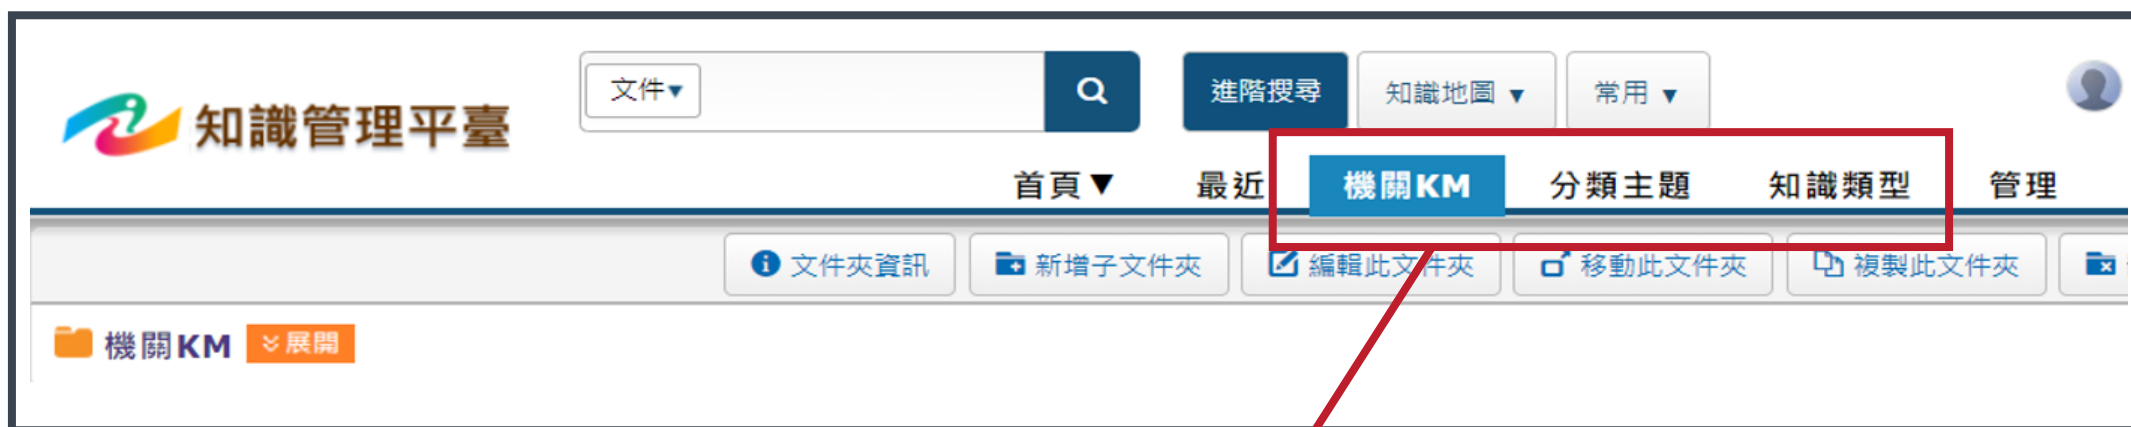 文件▼
進階搜尋
知識地圖 ▼
常用 ▼
知識管理平臺
首頁▼ 最近 機關KM 分類主題 知識類型 管理
文件夾資訊 新增子文件夾 編輯此文件夾 移動此文件夾 複製此文件夾
機關KM 展開